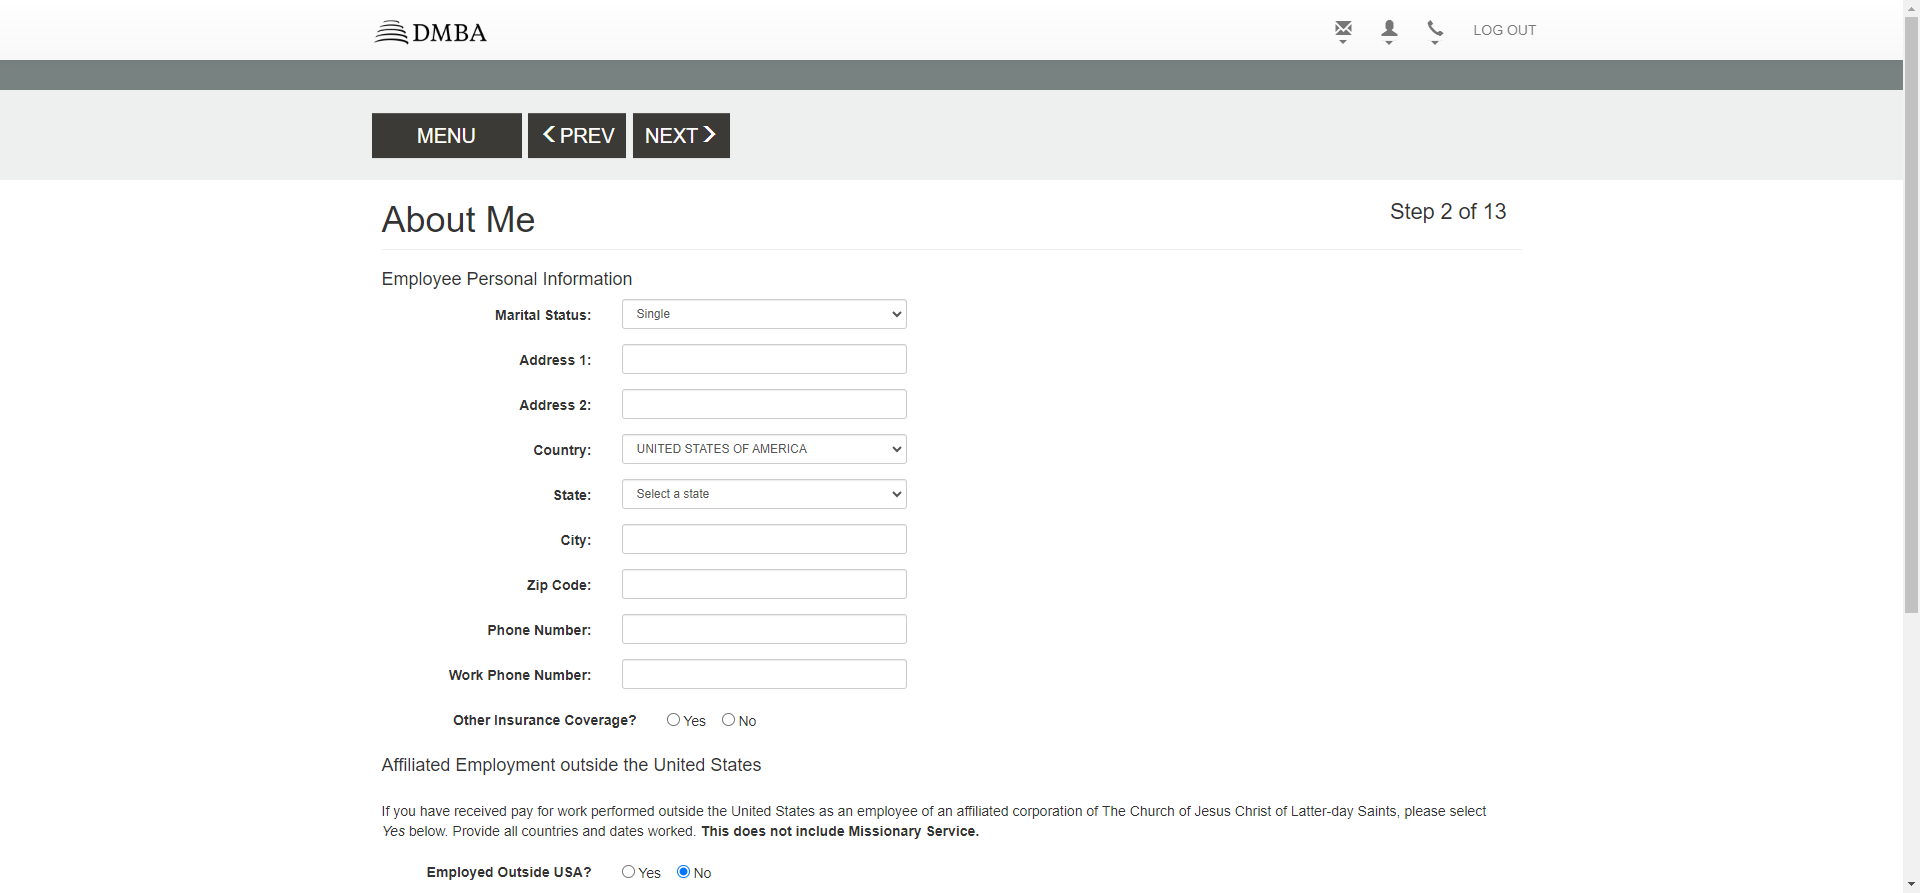 DMBA
LOG OUT
MENU
PREV
NEXT
About Me
Step 2 of 13
Employee Personal Information
Marital Status:
Single
Address 1:
Address 2:
Country:
UNITED STATES OF AMERICA
State:
Select a state
City:
Zip Code:
Phone Number:
Work Phone Number:
Other Insurance Coverage?
Yes
No
Affiliated Employment outside the United States
If you have received pay for work performed outside the United States as an employee of an affiliated corporation of The Church of Jesus Christ of Latter-day Saints, please select
Yes below. Provide all countries and dates worked. This does not include Missionary Service.
Employed Outside USA?
Yes
No